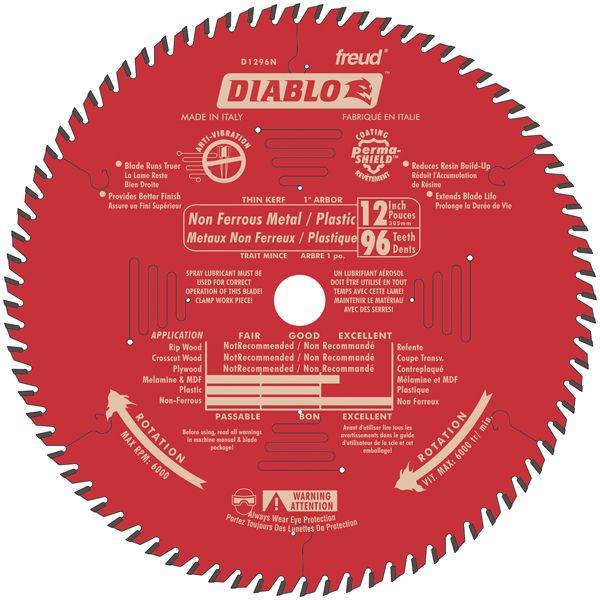 D1296N
freud®
DIABLO™
MADE IN ITALY
FABRIQUÉ EN ITALIE
ANTI-VIBRATION
COATING
Perma-SHIELD™
REVÊTEMENT
• Blade Runs Truer
La Lame Reste
Bien Droite
• Provides Better Finish
Assure un Fini Supérieur
• Reduces Resin Build-Up
Réduit l'Accumulation
de Résine
• Extends Blade Life
Prolonge la Durée de Vie
THIN KERF 1" ARBOR
Non Ferrous Metal / Plastic
Metaux Non Ferreux / Plastique
12 Inch
Pouces
305mm
96 Teeth
Dents
TRAIT MINCE ARBRE 1 po.
SPRAY LUBRICANT MUST BE
USED FOR CORRECT
OPERATION OF THIS BLADE!
CLAMP WORK PIECE!
UN LUBRIFIANT AÉROSOL
DOIT ÊTRE UTILISÉ EN TOUT
TEMPS AVEC CETTE LAME!
MAINTENIR LE MATÉRIAU
AVEC DES SERRES!
APPLICATION FAIR GOOD EXCELLENT
Rip Wood NotRecommended / Non Recommandé Refente
Crosscut Wood NotRecommended / Non Recommandé Coupe Transv.
Plywood NotRecommended / Non Recommandé Contreplaqué
Melamine & MDF Mélamine et MDF
Plastic Plastique
Non-Ferrous Non Ferreux
PASSABLE BON EXCELLENT
Before using, read all warnings
in machine manual & blade
package!
Avant d'utiliser lire tous les
avertissements dans le guide
d'utilisateur de la scie et cet
emballage!
ROTATION
MAX RPM: 6000
ROTATION
VIT. MAX: 6000 tr/ min.
WARNING
ATTENTION
Always Wear Eye Protection
Portez Toujours Des Lunettes De Protection